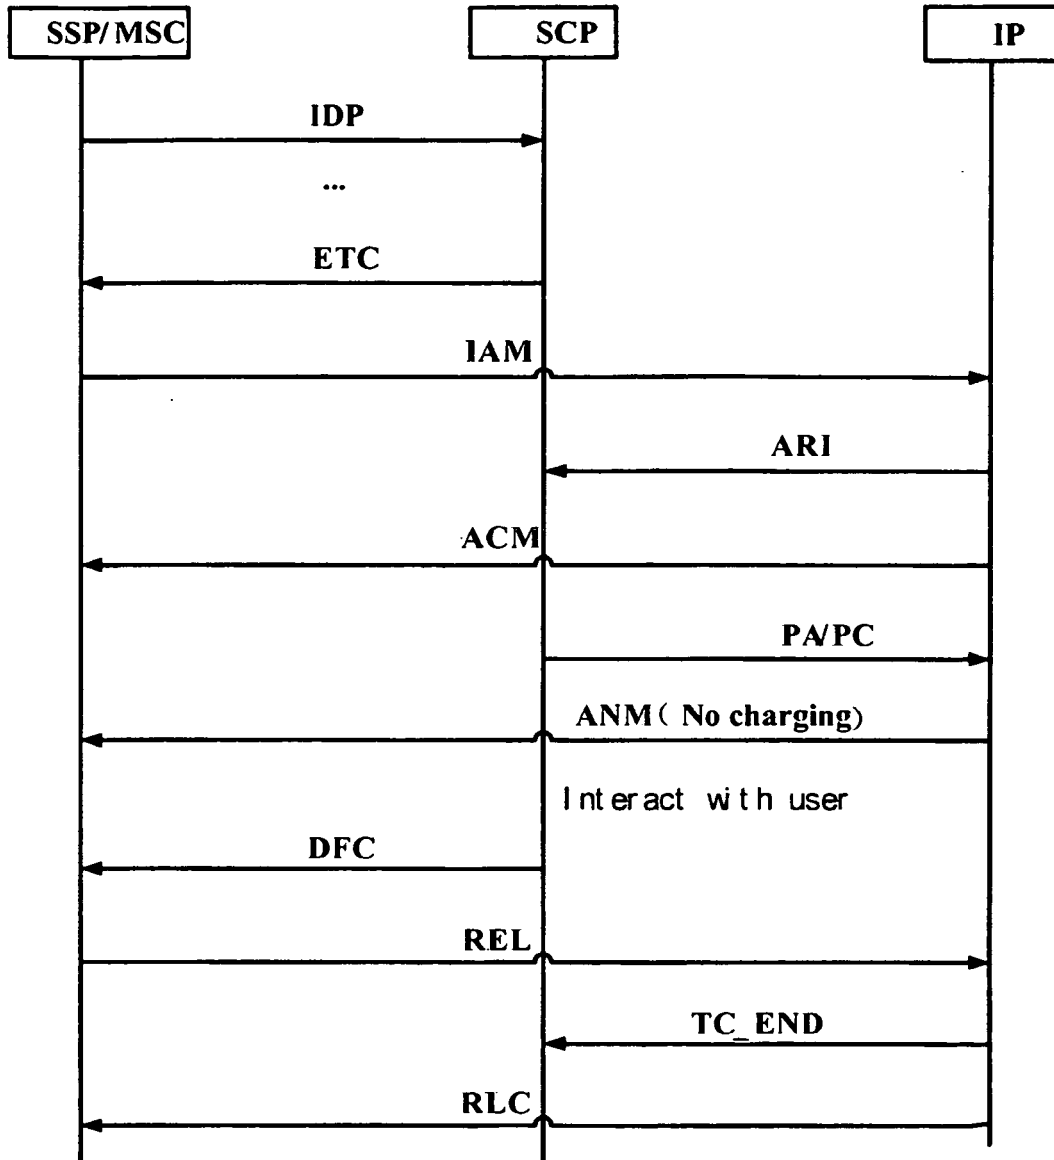 SSP/MSC
SCP
IP
IDP
...
ETC
IAM
ARI
ACM
PA/PC
ANM( No charging)
Interact with user
DFC
REL
TC_END
RLC